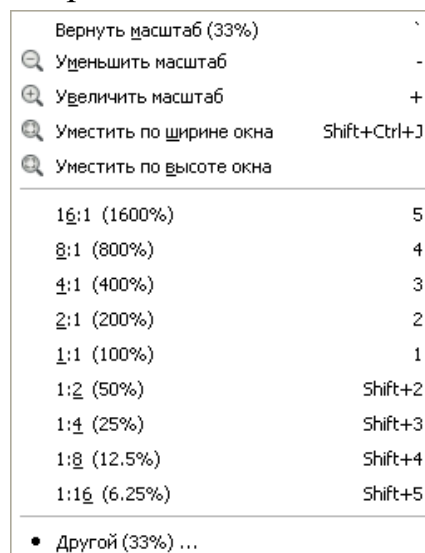 Вернуть масштаб (33%) `
Уменьшить масштаб -
Увеличить масштаб +
Уместить по ширине окна Shift+Ctrl+J
Уместить по высоте окна
16:1 (1600%) 5
8:1 (800%) 4
4:1 (400%) 3
2:1 (200%) 2
1:1 (100%) 1
1:2 (50%) Shift+2
1:4 (25%) Shift+3
1:8 (12.5%) Shift+4
1:16 (6.25%) Shift+5
• Другой (33%) ...